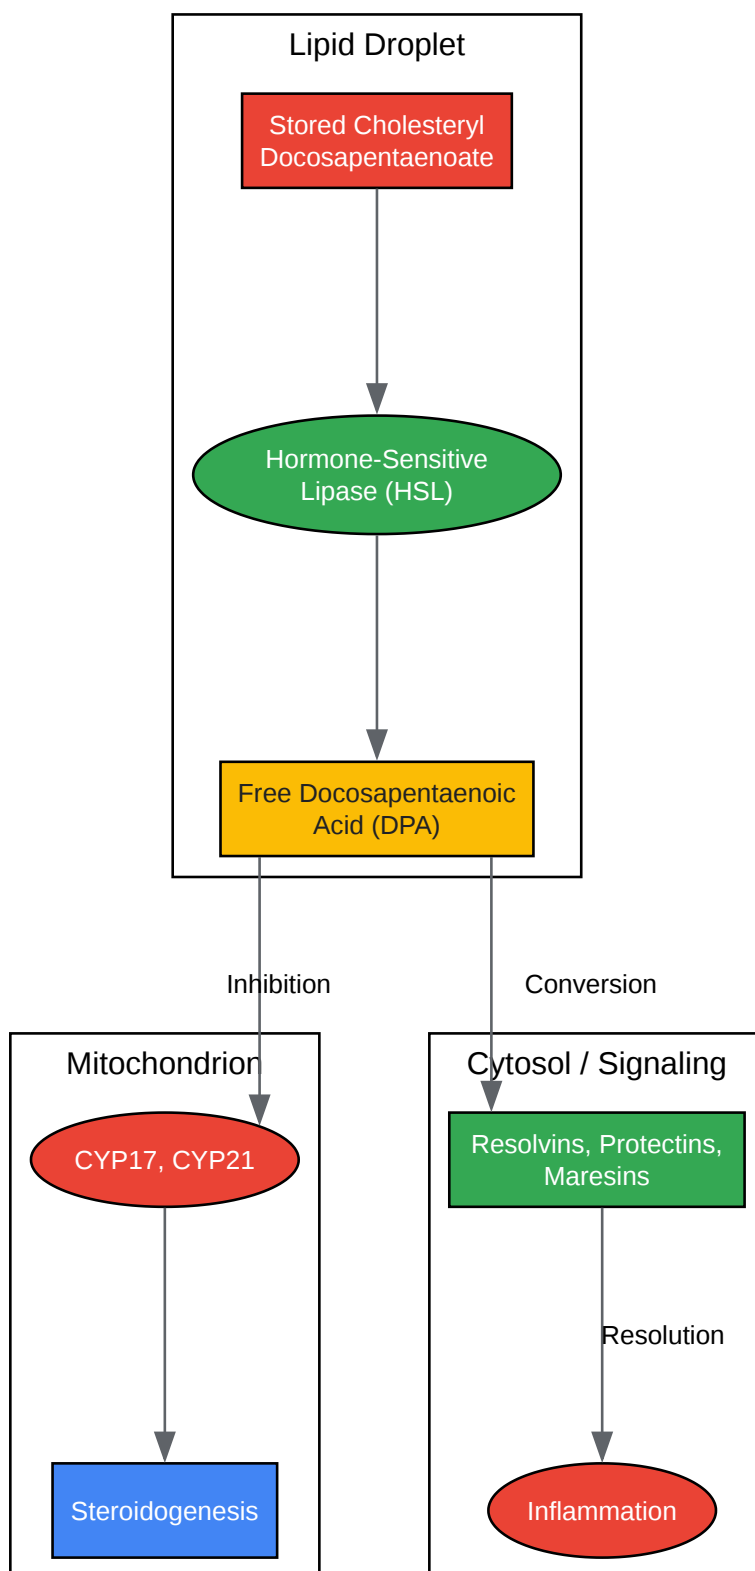 Lipid Droplet
Stored Cholesteryl
Docosapentaenoate
Hormone-Sensitive
Lipase (HSL)
Free Docosapentaenoic
Acid (DPA)
Inhibition
Conversion
Mitochondrion
Cytosol / Signaling
CYP17, CYP21
Resolvins, Protectins,
Maresins
Resolution
Steroidogenesis
Inflammation